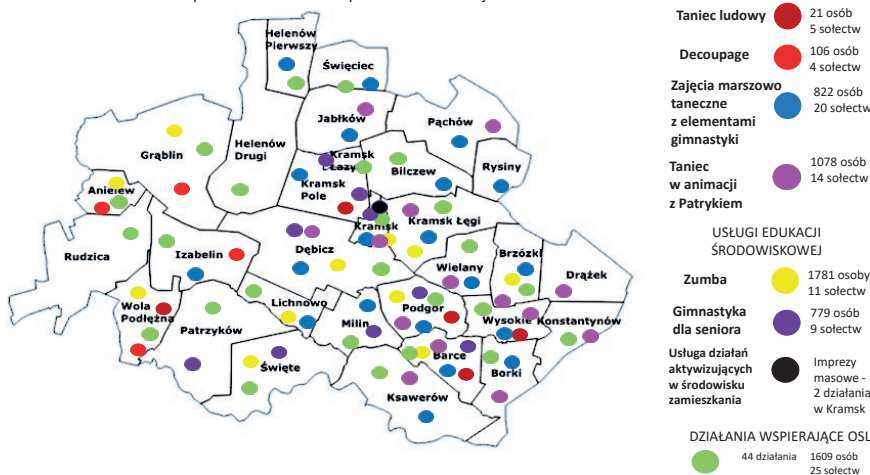 Taniec ludowy
21 osób
5 sołectw
Decoupage
106 osób
4 sołectw
Zajęcia marszowo
taneczne
z elementami
gimnastyki
822 osób
20 sołectw
Taniec
w animacji
z Patrykiem
1078 osób
14 sołectw
USŁUGI EDUKACJI
ŚRODOWISKOWEJ
Zumba
1781 osoby
11 sołectw
Gimnastyka
dla seniora
779 osób
9 sołectw
Usługa działań
aktywizujących
w środowisku
zamieszkania
Imprezy
masowe -
2 działania
w Kramsk
DZIAŁANIA WSPIERAJĄCE OSL
44 działania
1609 osób
25 sołectw
Helenów
Pierwszy
Święciec
Jabłków
Pąchów
Grąblin
Helenów
Drugi
Kramsk
Łazy
Bilczew
Rysiny
Anielew
Kramsk
Pole
Rudzica
Izabelin
Dębicz
Kramsk
Kramsk Łęgi
Wielany
Brzózki
Drążek
Wola
Podłężna
Patrzyków
Lichnowo
Milin
Podgor
Wysokie
Konstantynów
Święte
Barce
Borki
Ksawerów